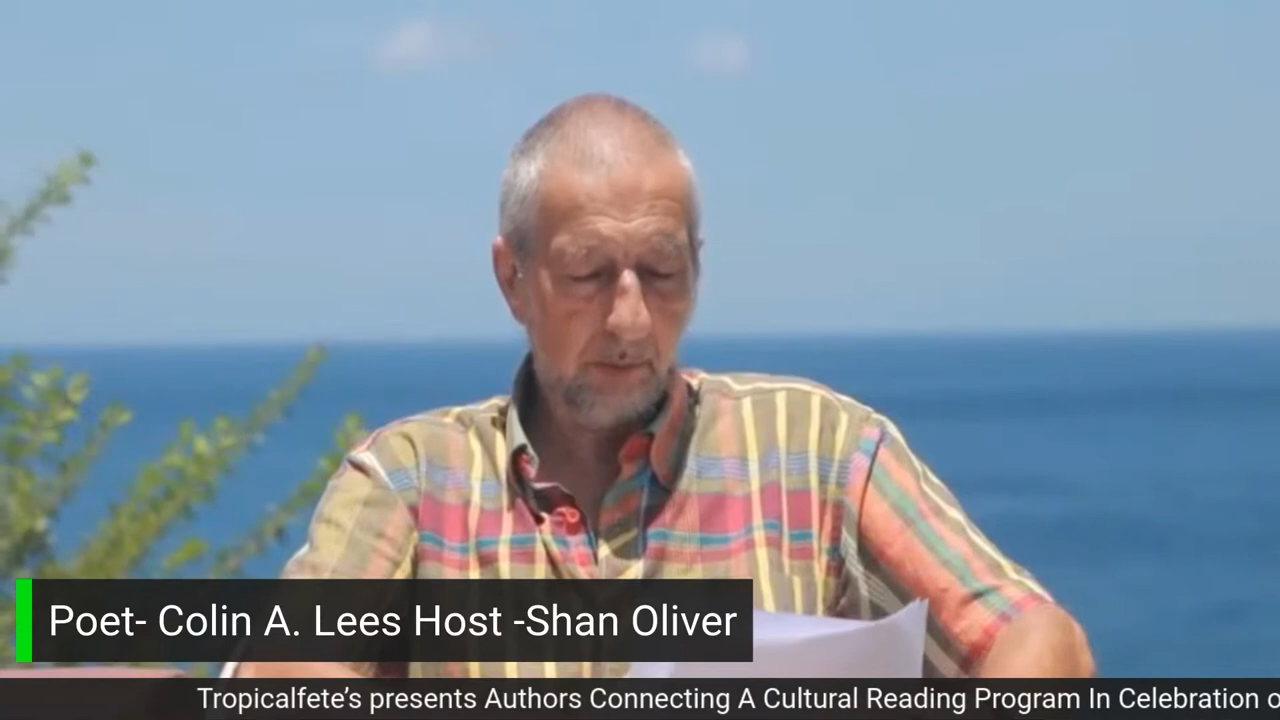 Poet- Colin A. Lees Host -Shan Oliver
Tropicalfete’s presents Authors Connecting A Cultural Reading Program In Celebration